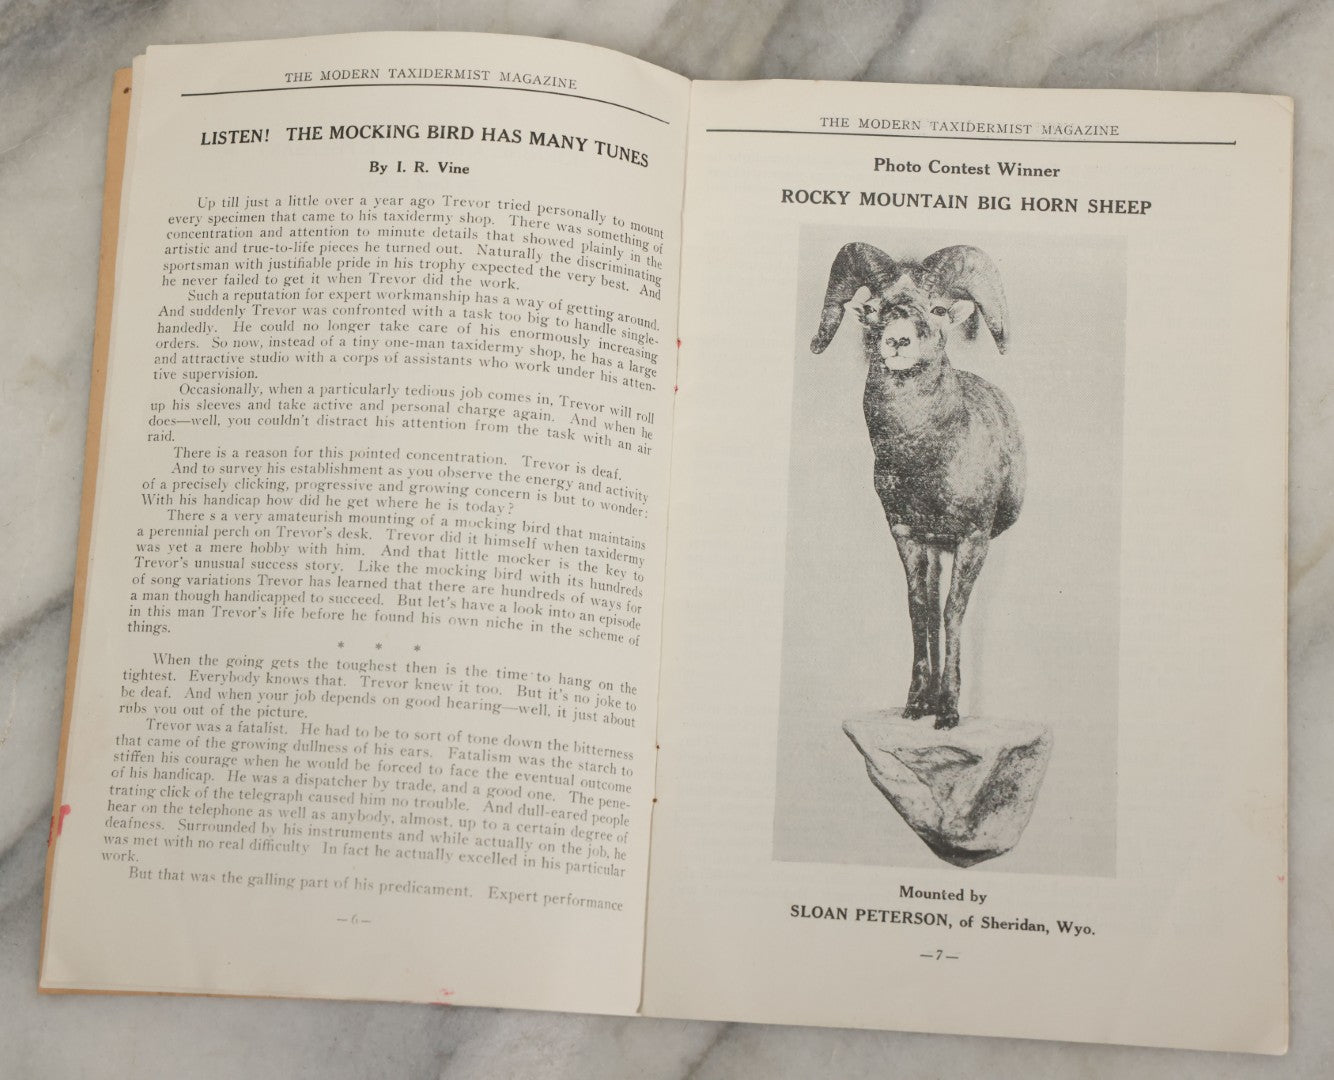 THE MODERN TAXIDERMIST MAGAZINE
LISTEN! THE MOCKING BIRD HAS MANY TUNES
By I. R. Vine
Up till just a little over a year ago Trevor tried personally to mount
every specimen that came to his taxidermy shop. There was something of
concentration and attention to minute details that showed plainly in the
artistic and true-to-life pieces he turned out. Naturally the discriminating
sportsman with justifiable pride in his trophy expected the very best. And
he never failed to get it when Trevor did the work.
Such a reputation for expert workmanship has a way of getting around.
And suddenly Trevor was confronted with a task too big to handle single-
handedly. He could no longer take care of his enormously increasing
orders. So now, instead of a tiny one-man taxidermy shop, he has a large
and attractive studio with a corps of assistants who work under his atten-
tive supervision.
Occasionally, when a particularly tedious job comes in, Trevor will roll
up his sleeves and take active and personal charge again. And when he
does—well, you couldn't distract his attention from the task with an air
raid.
There is a reason for this pointed concentration. Trevor is deaf.
And to survey his establishment as you observe the energy and activity
of a precisely clicking, progressive and growing concern is but to wonder:
With his handicap how did he get where he is today?
There s a very amateurish mounting of a mocking bird that maintains
a perennial perch on Trevor's desk. Trevor did it himself when taxidermy
was yet a mere hobby with him. And that little mocker is the key to
Trevor's unusual success story. Like the mocking bird with its hundreds
of song variations Trevor has learned that there are hundreds of ways for
a man though handicapped to succeed. But let's have a look into an episode
in this man Trevor's life before he found his own niche in the scheme of
things.
* * *
When the going gets the toughest then is the time to hang on the
tightest. Everybody knows that. Trevor knew it too. But it's no joke to
be deaf. And when your job depends on good hearing—well, it just about
rubs you out of the picture.
Trevor was a fatalist. He had to be to sort of tone down the bitterness
that came of the growing dullness of his ears. Fatalism was the starch to
stiffen his courage when he would be forced to face the eventual outcome
of his handicap. He was a dispatcher by trade, and a good one. The pene-
trating click of the telegraph caused him no trouble. And dull-eared people
hear on the telephone as well as anybody, almost, up to a certain degree of
deafness. Surrounded by his instruments and while actually on the job, he
was met with no real difficulty In fact he actually excelled in his particular
work.
But that was the galling part of his predicament. Expert performance
—6—
THE MODERN TAXIDERMIST MAGAZINE
Photo Contest Winner
ROCKY MOUNTAIN BIG HORN SHEEP
Mounted by
SLOAN PETERSON, of Sheridan, Wyo.
—7—